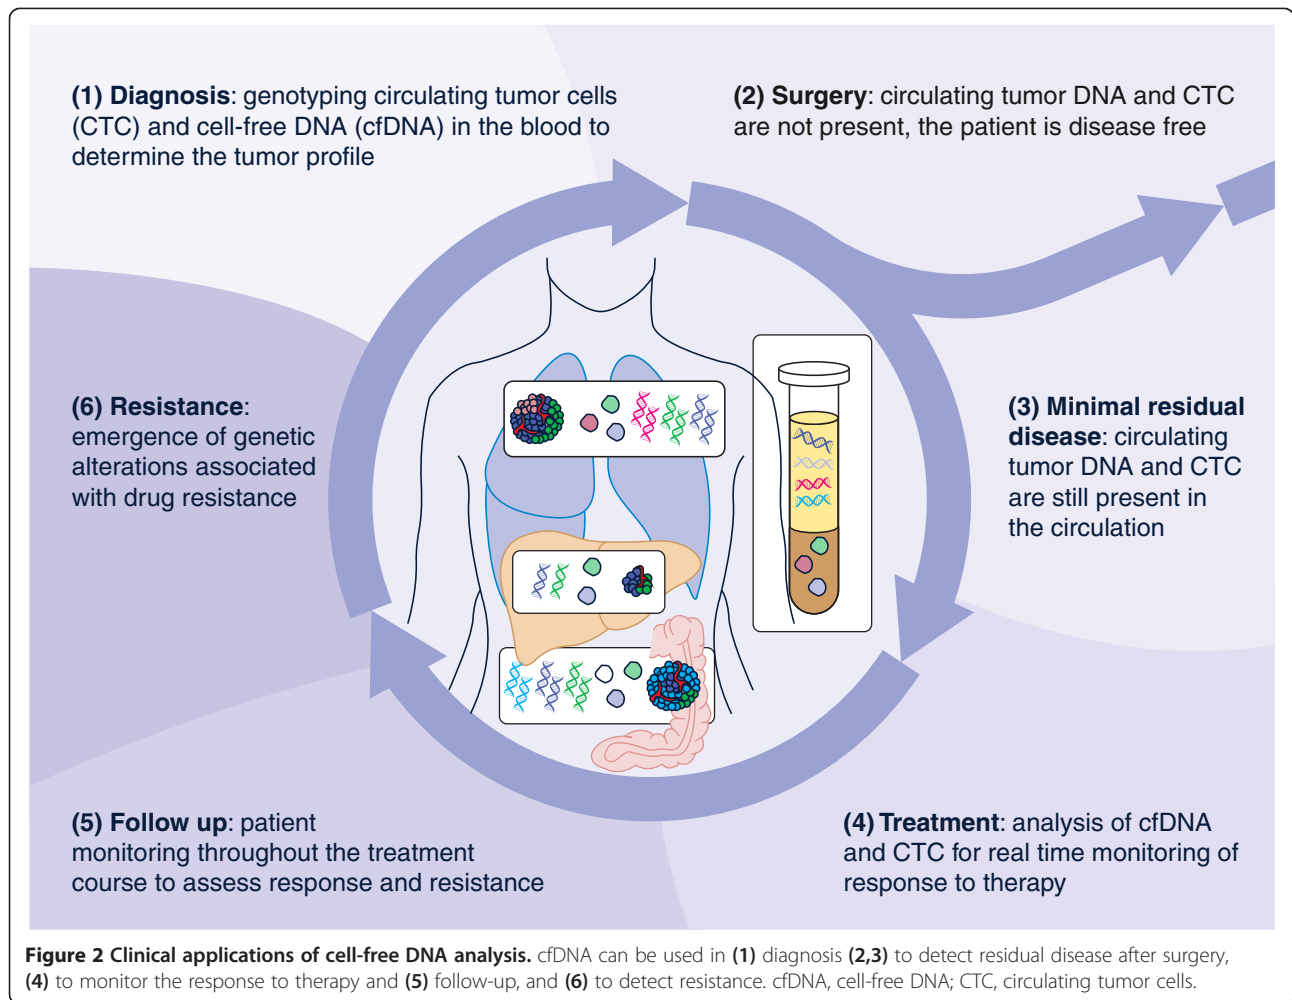 (1) Diagnosis: genotyping circulating tumor cells
(CTC) and cell-free DNA (cfDNA) in the blood to
determine the tumor profile
(2) Surgery: circulating tumor DNA and CTC
are not present, the patient is disease free
(3) Minimal residual
disease: circulating
tumor DNA and CTC
are still present in
the circulation
(4) Treatment: analysis of cfDNA
and CTC for real time monitoring of
response to therapy
(5) Follow up: patient
monitoring throughout the treatment
course to assess response and resistance
(6) Resistance:
emergence of genetic
alterations associated
with drug resistance
Figure 2 Clinical applications of cell-free DNA analysis. cfDNA can be used in (1) diagnosis (2,3) to detect residual disease after surgery,
(4) to monitor the response to therapy and (5) follow-up, and (6) to detect resistance. cfDNA, cell-free DNA; CTC, circulating tumor cells.